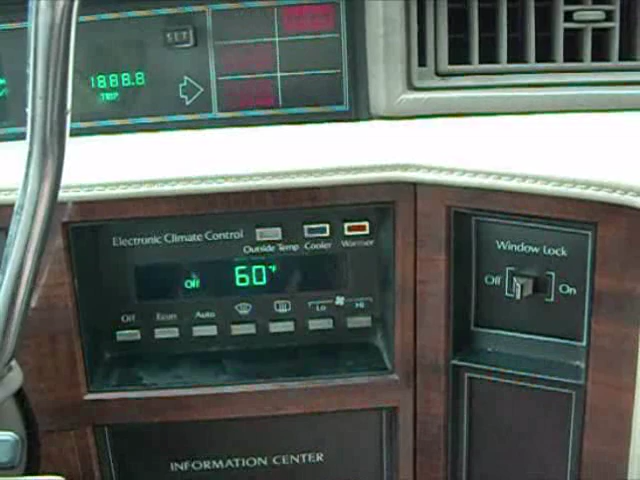 SET
1888.8
TRIP
Electronic Climate Control
Outside Temp Cooler Warmer
Off 60°F
Off Econ Auto Lo Hi
Window Lock
Off On
INFORMATION CENTER